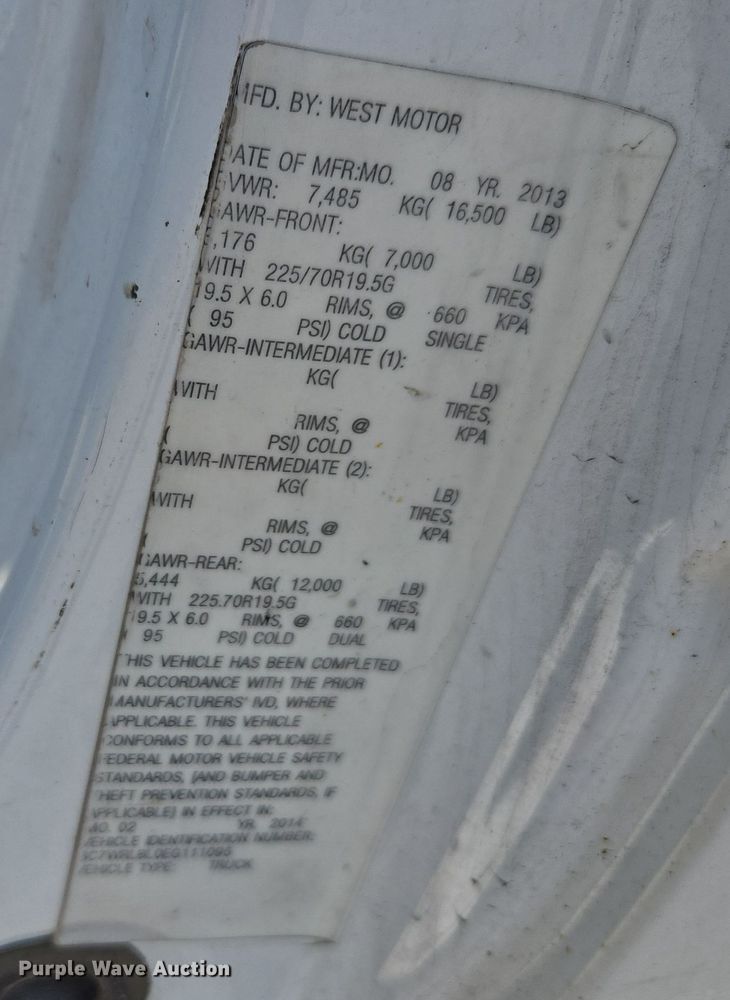 MFD. BY: WEST MOTOR
DATE OF MFR:MO. 08 YR. 2013
GVWR: 7,485 KG( 16,500 LB)
GAWR-FRONT:
,176 KG( 7,000 LB)
WITH 225/70R19.5G TIRES,
19.5 X 6.0 RIMS, @ 660 KPA
( 95 PSI) COLD SINGLE
GAWR-INTERMEDIATE (1):
KG( LB)
WITH TIRES,
RIMS, @ KPA
( PSI) COLD
GAWR-INTERMEDIATE (2):
KG( LB)
WITH TIRES,
RIMS, @ KPA
( PSI) COLD
GAWR-REAR:
5,444 KG( 12,000 LB)
WITH 225.70R19.5G TIRES,
19.5 X 6.0 RIMS, @ 660 KPA
( 95 PSI) COLD DUAL
THIS VEHICLE HAS BEEN COMPLETED
IN ACCORDANCE WITH THE PRIOR
MANUFACTURERS' IVD, WHERE
APPLICABLE. THIS VEHICLE
CONFORMS TO ALL APPLICABLE
FEDERAL MOTOR VEHICLE SAFETY
STANDARDS, [AND BUMPER AND
THEFT PREVENTION STANDARDS, IF
APPLICABLE] IN EFFECT IN:
MO. 02 YR. 2014
VEHICLE IDENTIFICATION NUMBER:
VEHICLE TYPE: TRUCK
Purple Wave Auction